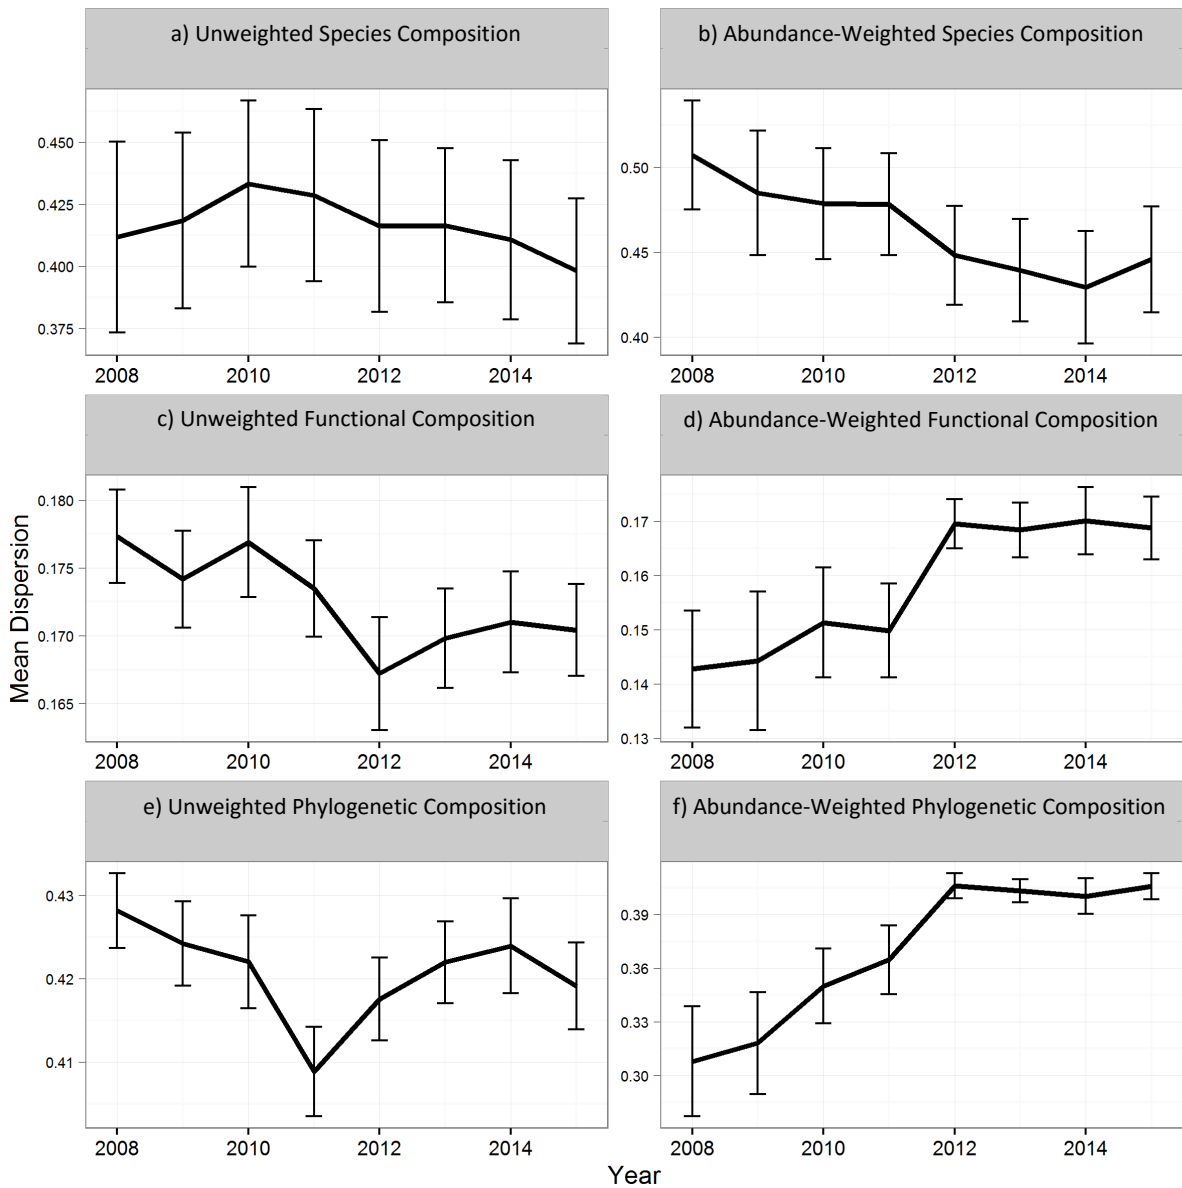 a) Unweighted Species Composition
b) Abundance-Weighted Species Composition
0.450
0.425
0.400
0.375
0.50
0.45
0.40
2008 2010 2012 2014
2008 2010 2012 2014
c) Unweighted Functional Composition
d) Abundance-Weighted Functional Composition
Mean Dispersion
0.180
0.175
0.170
0.165
0.17
0.16
0.15
0.14
0.13
2008 2010 2012 2014
2008 2010 2012 2014
e) Unweighted Phylogenetic Composition
f) Abundance-Weighted Phylogenetic Composition
0.43
0.42
0.41
0.39
0.36
0.33
0.30
2008 2010 2012 2014
2008 2010 2012 2014
Year